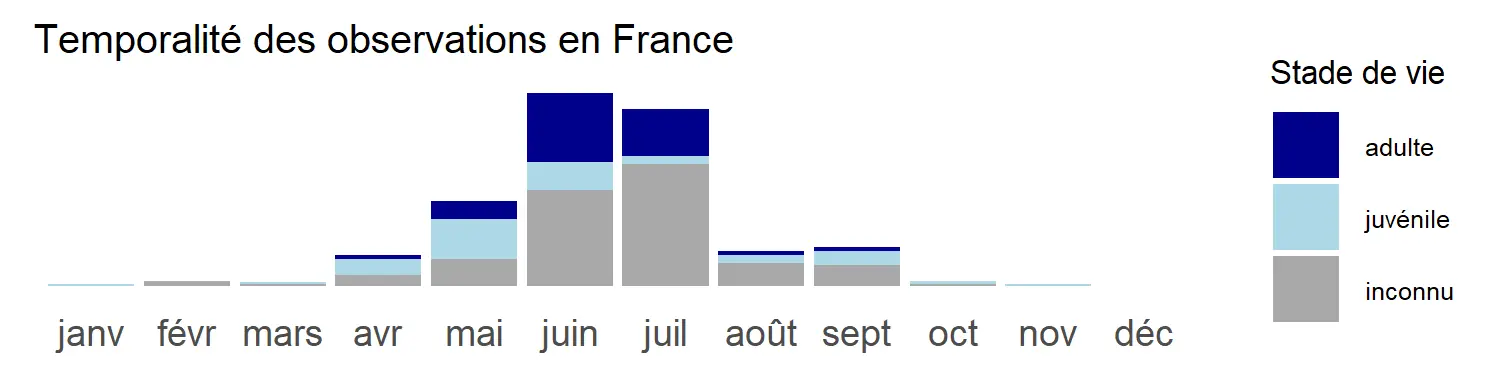 Temporalité des observations en France
Stade de vie
adulte
juvénile
inconnu
janv févr mars avr mai juin juil août sept oct nov déc